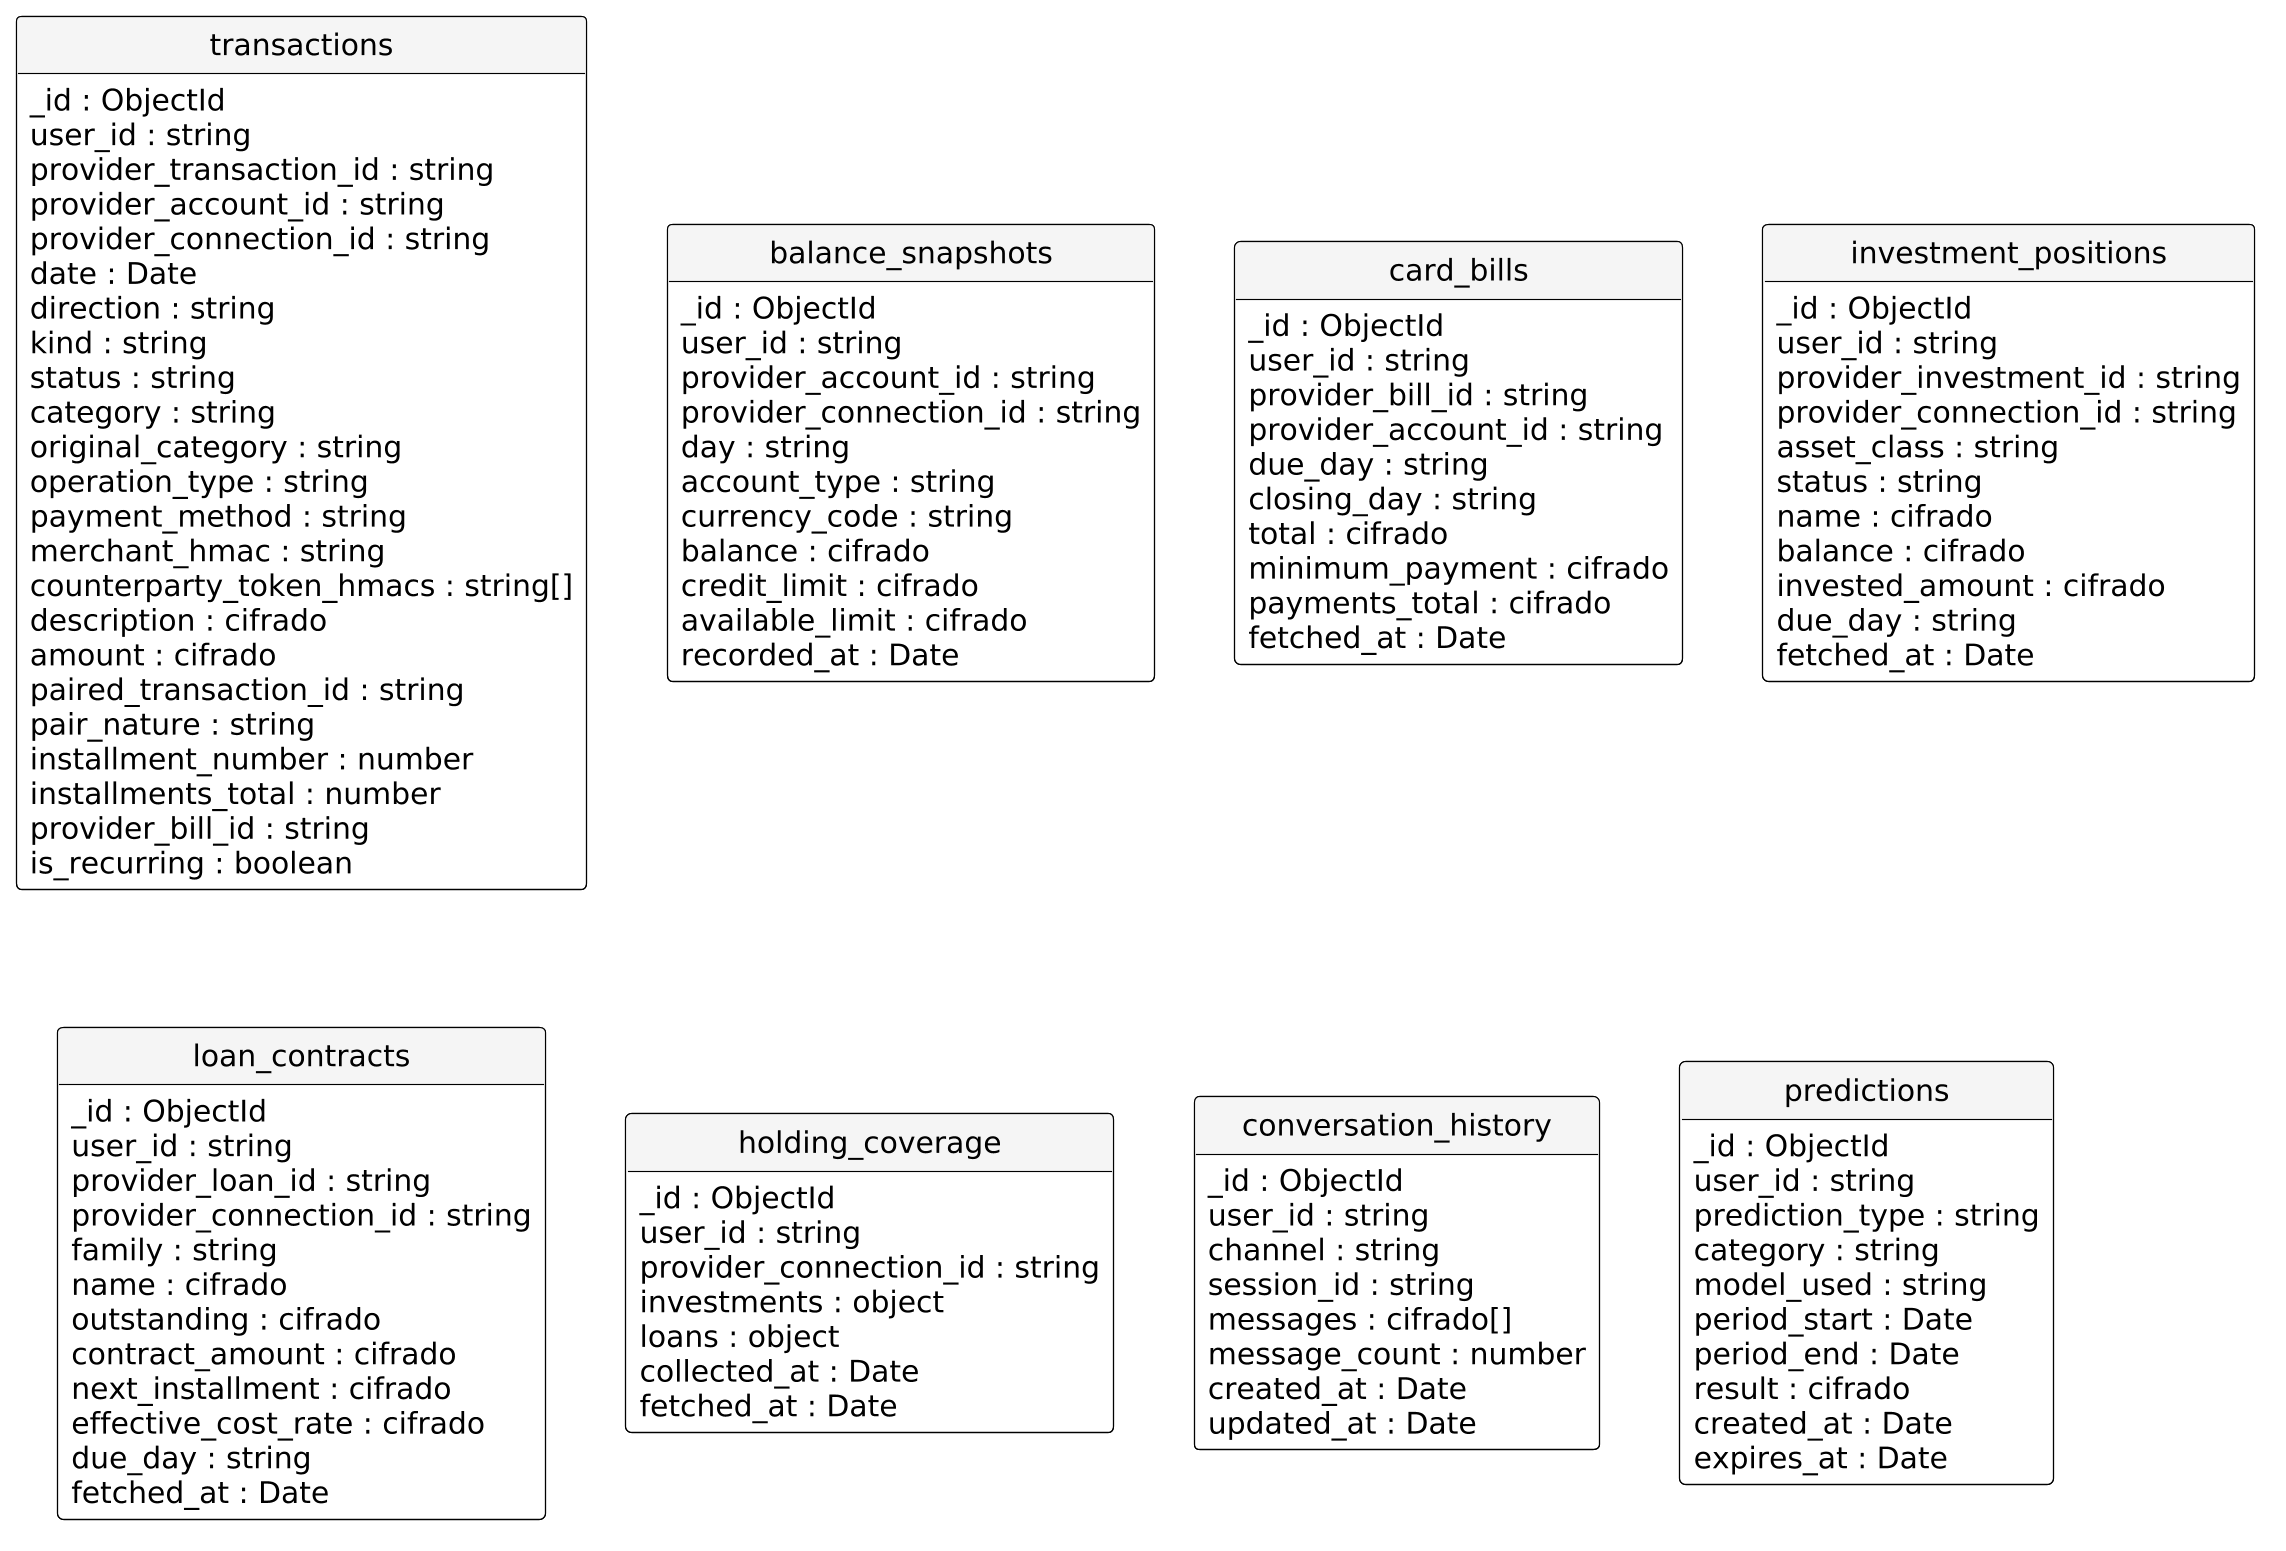 transactions
_id : ObjectId
user_id : string
provider_transaction_id : string
provider_account_id : string
provider_connection_id : string
date : Date
direction : string
kind : string
status : string
category : string
original_category : string
operation_type : string
payment_method : string
merchant_hmac : string
counterparty_token_hmacs : string[]
description : cifrado
amount : cifrado
paired_transaction_id : string
pair_nature : string
installment_number : number
installments_total : number
provider_bill_id : string
is_recurring : boolean
balance_snapshots
_id : ObjectId
user_id : string
provider_account_id : string
provider_connection_id : string
day : string
account_type : string
currency_code : string
balance : cifrado
credit_limit : cifrado
available_limit : cifrado
recorded_at : Date
card_bills
_id : ObjectId
user_id : string
provider_bill_id : string
provider_account_id : string
due_day : string
closing_day : string
total : cifrado
minimum_payment : cifrado
payments_total : cifrado
fetched_at : Date
investment_positions
_id : ObjectId
user_id : string
provider_investment_id : string
provider_connection_id : string
asset_class : string
status : string
name : cifrado
balance : cifrado
invested_amount : cifrado
due_day : string
fetched_at : Date
loan_contracts
_id : ObjectId
user_id : string
provider_loan_id : string
provider_connection_id : string
family : string
name : cifrado
outstanding : cifrado
contract_amount : cifrado
next_installment : cifrado
effective_cost_rate : cifrado
due_day : string
fetched_at : Date
holding_coverage
_id : ObjectId
user_id : string
provider_connection_id : string
investments : object
loans : object
collected_at : Date
fetched_at : Date
conversation_history
_id : ObjectId
user_id : string
channel : string
session_id : string
messages : cifrado[]
message_count : number
created_at : Date
updated_at : Date
predictions
_id : ObjectId
user_id : string
prediction_type : string
category : string
model_used : string
period_start : Date
period_end : Date
result : cifrado
created_at : Date
expires_at : Date